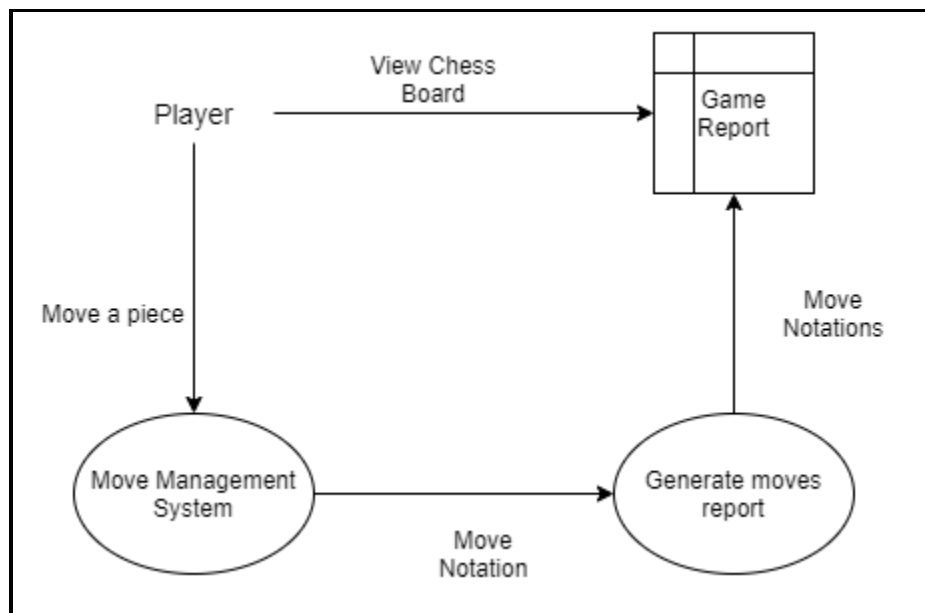 View Chess
Board
Player
Game
Report
Move a piece
Move
Notations
Move Management
System
Generate moves
report
Move
Notation